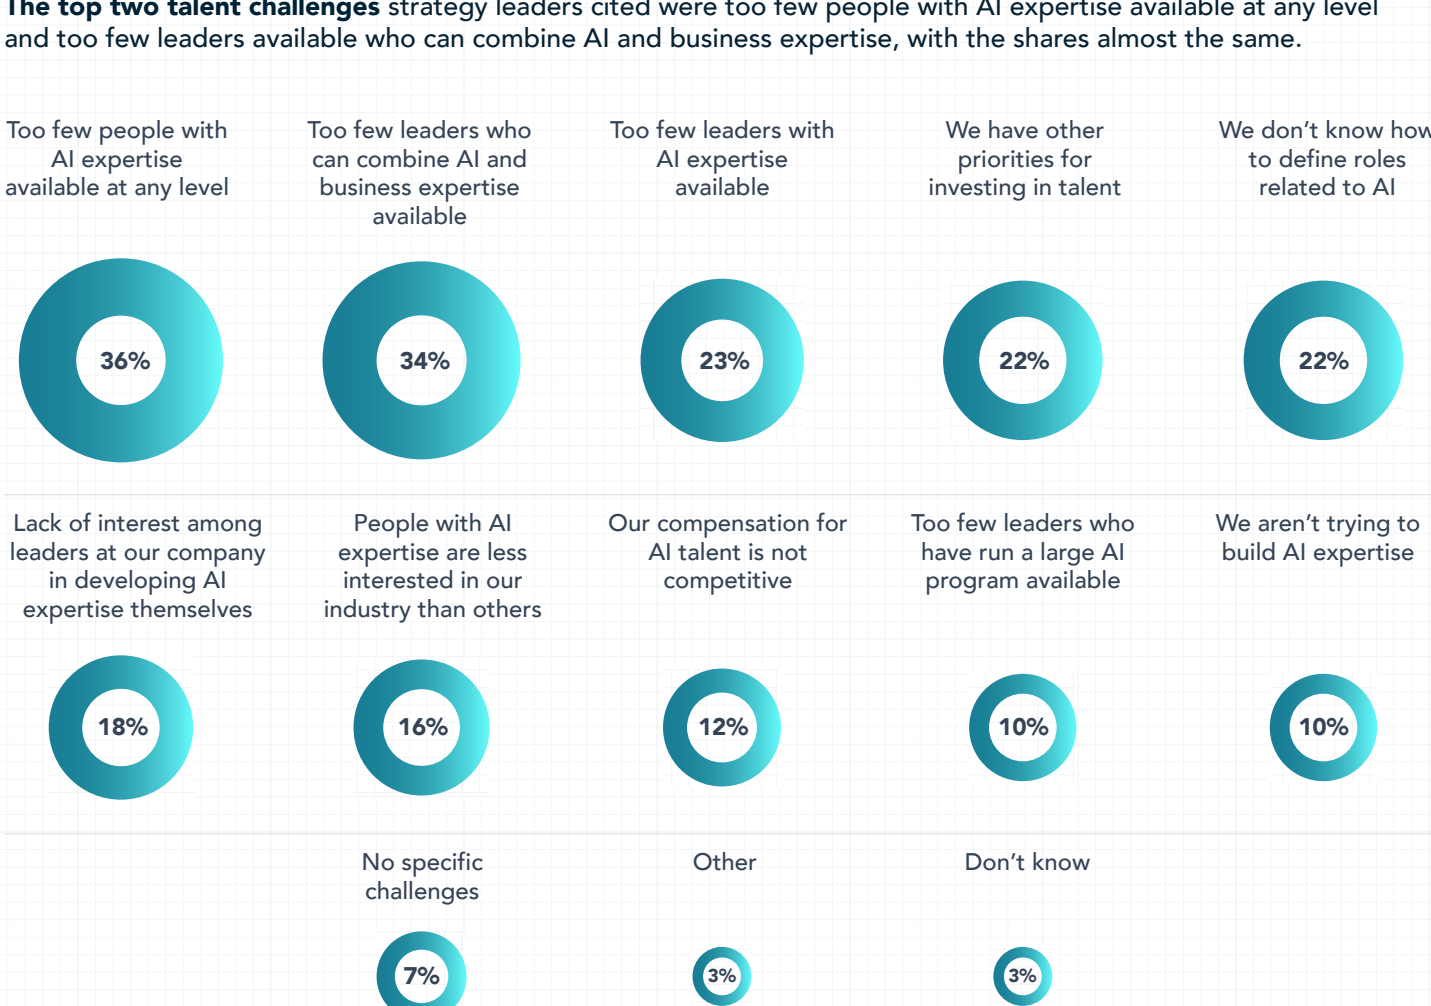 The top two talent challenges strategy leaders cited were too few people with AI expertise available at any level
and too few leaders available who can combine AI and business expertise, with the shares almost the same.
Too few people with
AI expertise
available at any level
Too few leaders who
can combine AI and
business expertise
available
Too few leaders with
AI expertise
available
We have other
priorities for
investing in talent
We don’t know how
to define roles
related to AI
36%
34%
23%
22%
22%
Lack of interest among
leaders at our company
in developing AI
expertise themselves
People with AI
expertise are less
interested in our
industry than others
Our compensation for
AI talent is not
competitive
Too few leaders who
have run a large AI
program available
We aren’t trying to
build AI expertise
18%
16%
12%
10%
10%
No specific
challenges
Other
Don’t know
7%
3%
3%